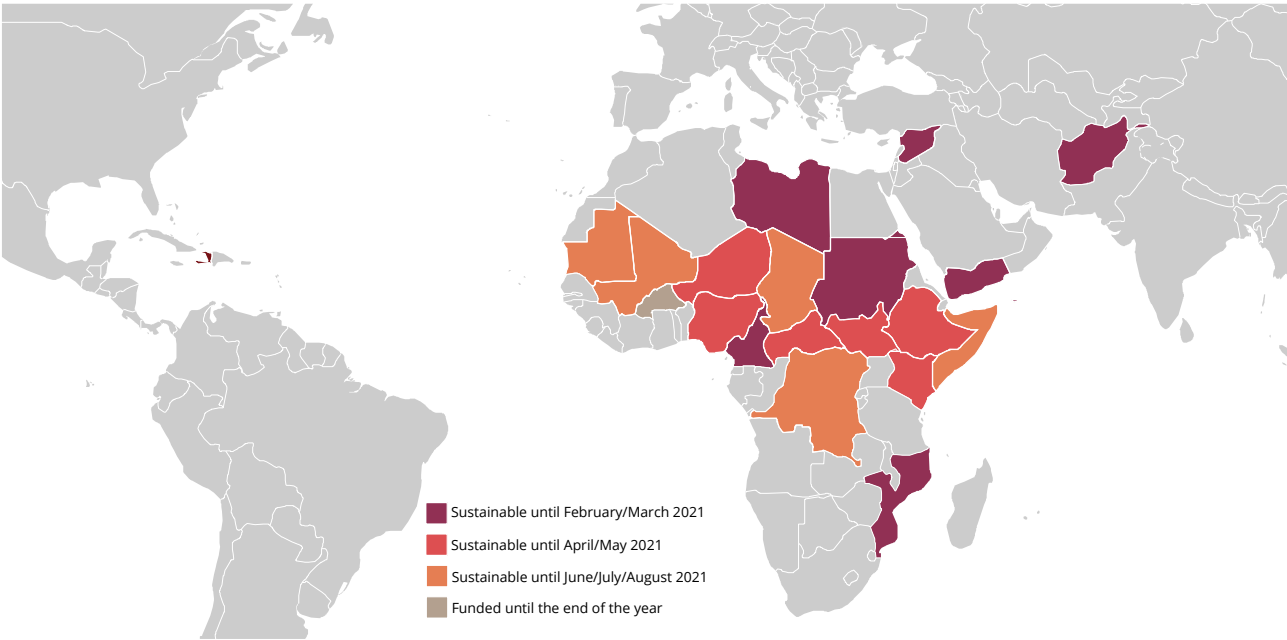 Sustainable until February/March 2021
Sustainable until April/May 2021
Sustainable until June/July/August 2021
Funded until the end of the year